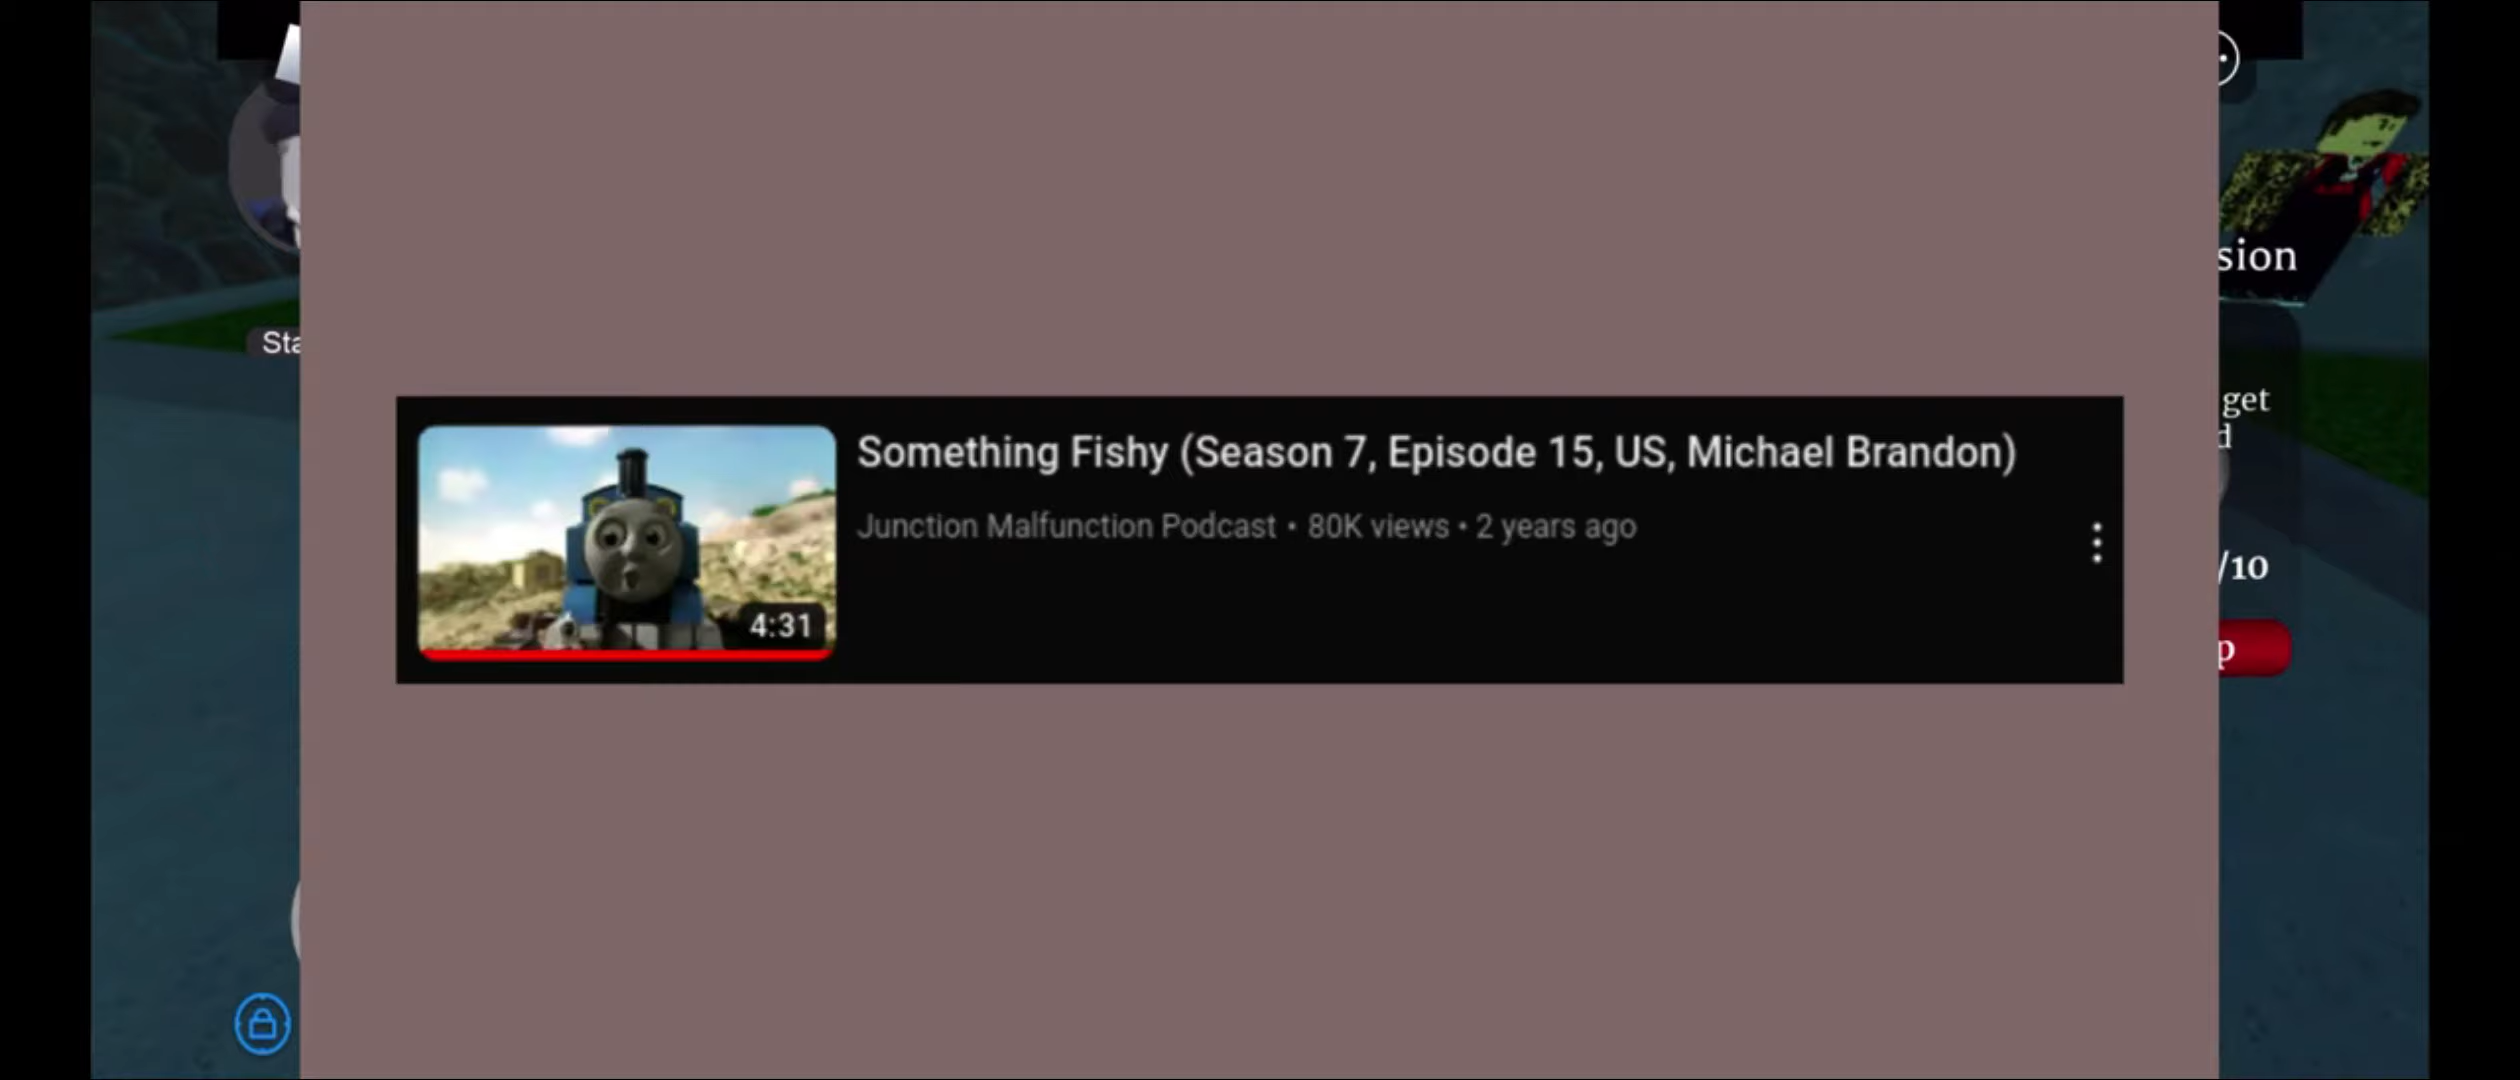 Something Fishy (Season 7, Episode 15, US, Michael Brandon)
Junction Malfunction Podcast • 80K views • 2 years ago
4:31
sion
Sta
get
d
/10
p